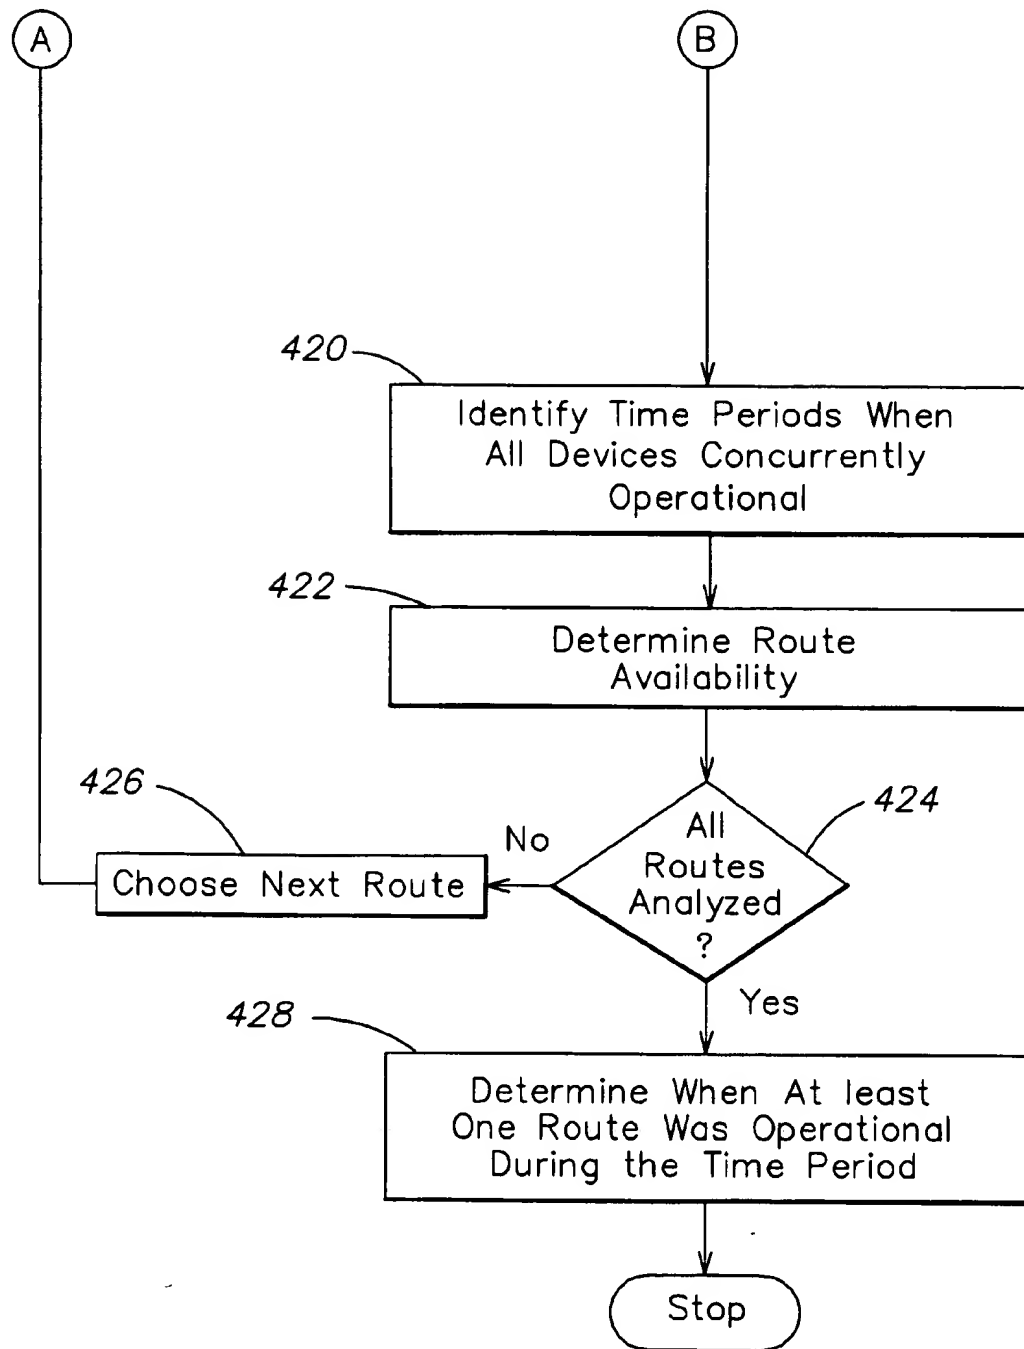 A
B
420
Identify Time Periods When
All Devices Concurrently
Operational
422
Determine Route
Availability
426
424
No
All
Routes
Analyzed
?
Choose Next Route
Yes
428
Determine When At least
One Route Was Operational
During the Time Period
Stop